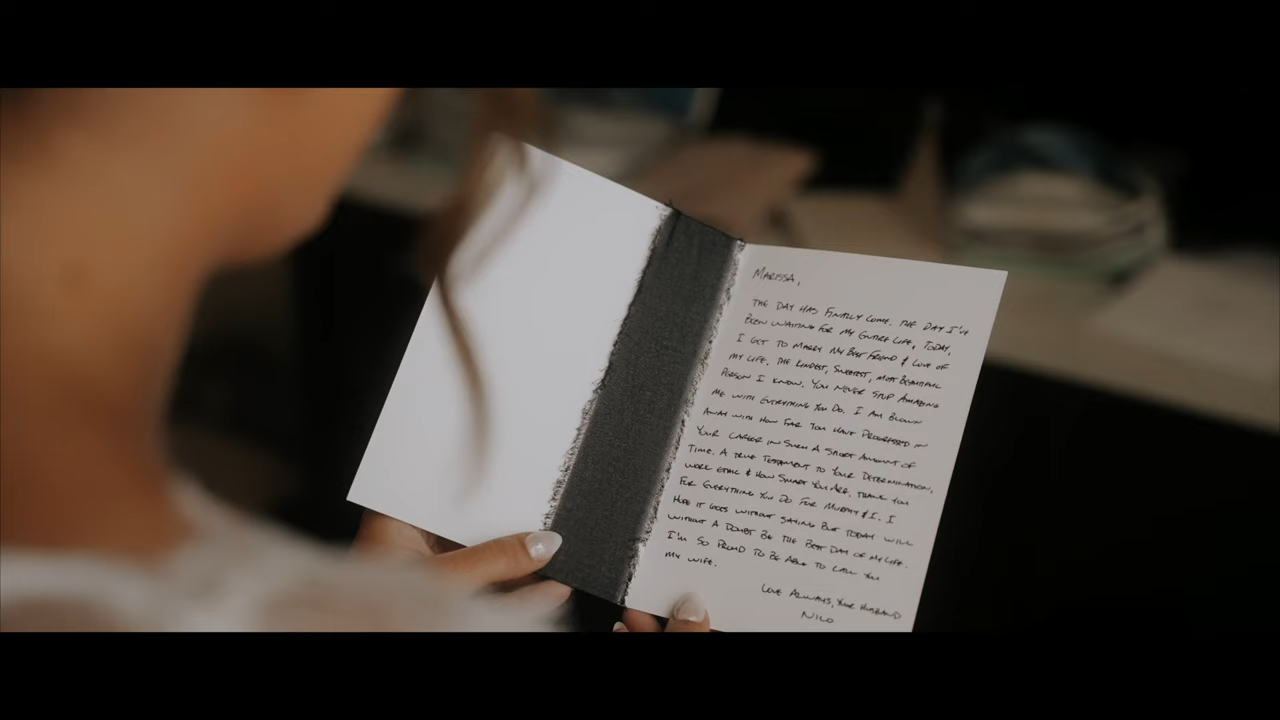 MARISSA,
THE DAY HAS FINALLY COME. THE DAY I'VE
BEEN WAITING FOR MY ENTIRE LIFE, TODAY,
I GET TO MARRY MY BEST FRIEND & LOVE OF
MY LIFE. THE KINDEST, SWEETEST, MOST BEAUTIFUL
PERSON I KNOW. YOU NEVER STOP AMAZING
ME WITH EVERYTHING YOU DO. I AM BLOWN
AWAY WITH HOW FAR YOU HAVE PROGRESSED IN
YOUR CAREER IN SUCH A SHORT AMOUNT OF
TIME. A TRUE TESTAMENT TO YOUR DETERMINATION,
WORK ETHIC & HOW SMART YOU ARE. THANK YOU
FOR EVERYTHING YOU DO FOR MURPHY & I. I
HOPE IT GOES WITHOUT SAYING BUT TODAY WILL
WITHOUT A DOUBT BE THE BEST DAY OF MY LIFE.
I'M SO PROUD TO BE ABLE TO CALL YOU
MY WIFE.
LOVE ALWAYS, YOUR HUSBAND
NICO